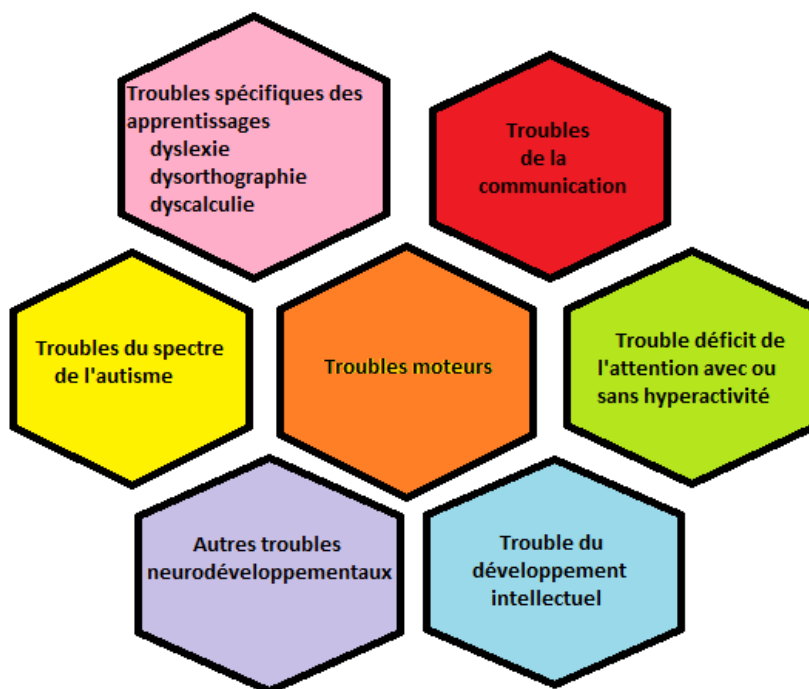 Troubles spécifiques des
apprentissages
dyslexie
dysorthographie
dyscalculie
Troubles
de la
communication
Troubles du spectre
de l'autisme
Troubles moteurs
Trouble déficit de
l'attention avec ou
sans hyperactivité
Autres troubles
neurodéveloppementaux
Trouble du
développement
intellectuel